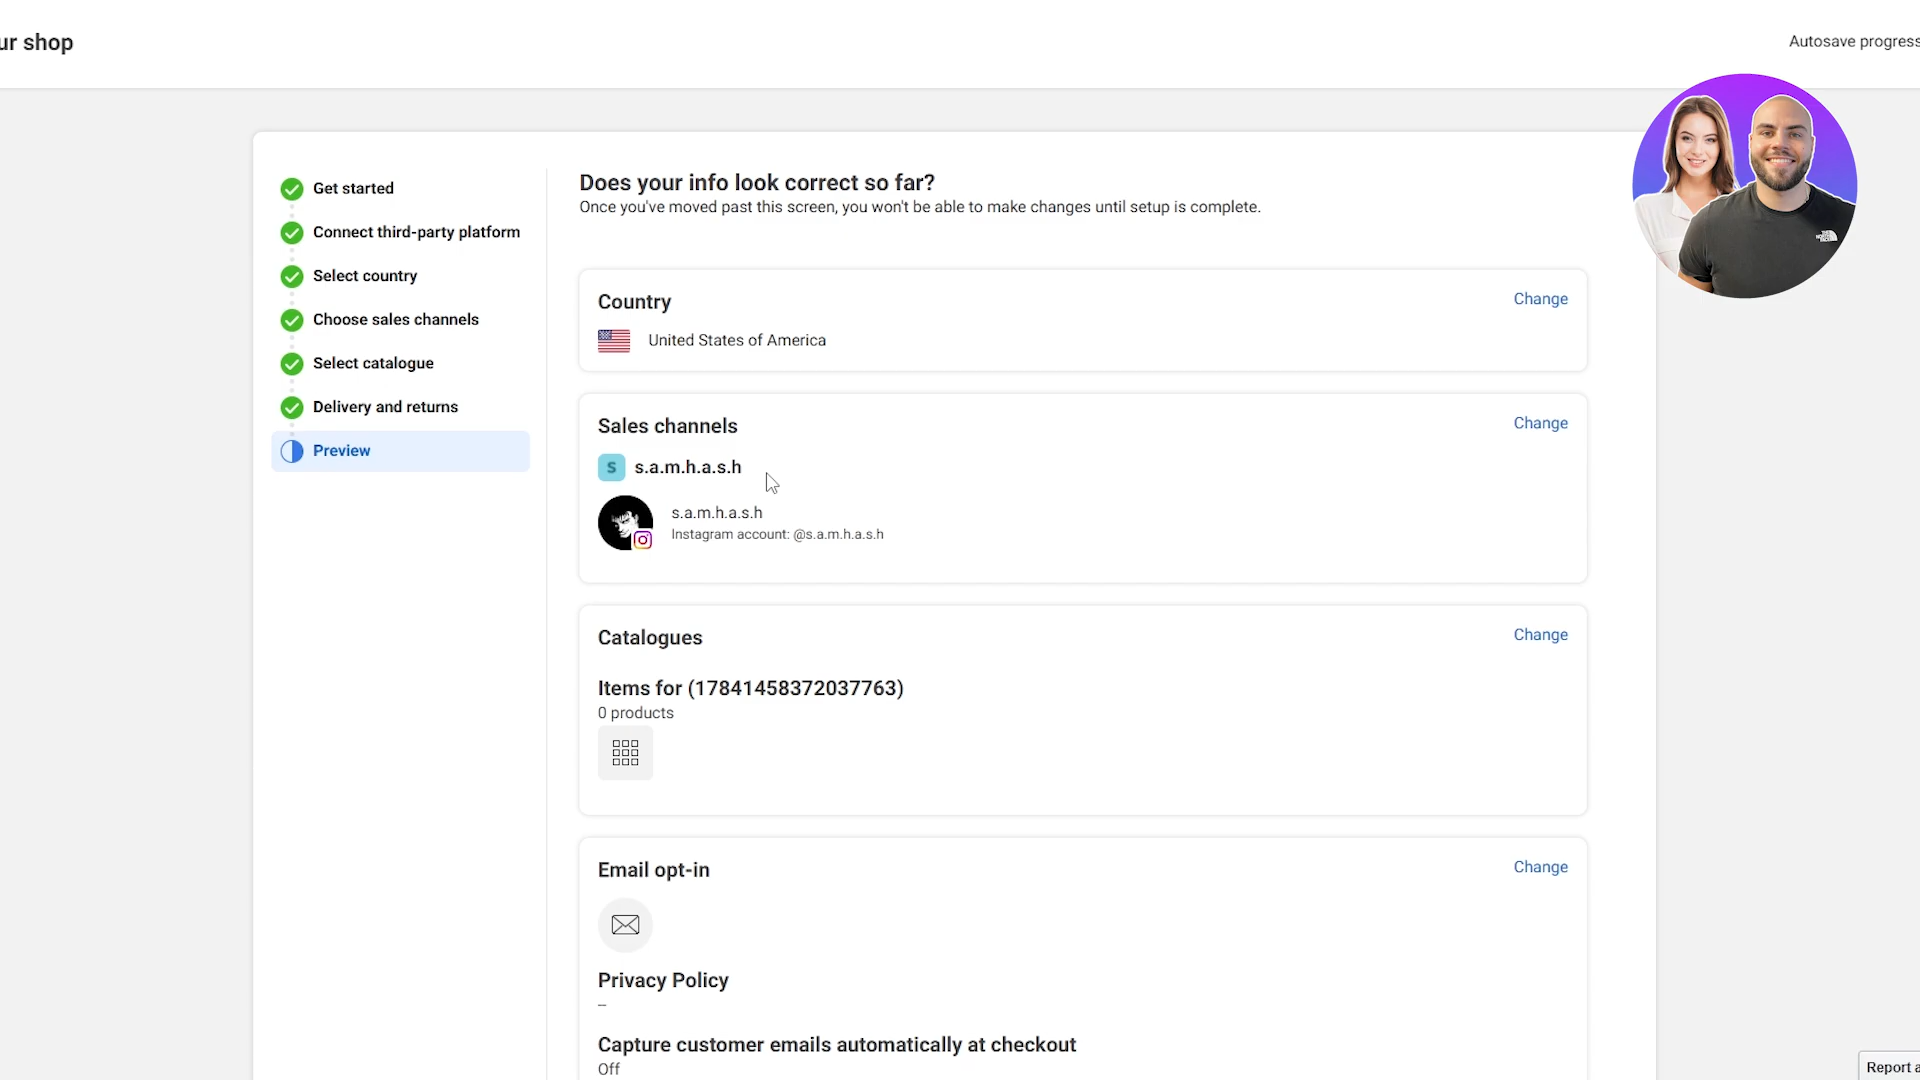 ur shop
Autosave progress
Get started
Connect third-party platform
Select country
Choose sales channels
Select catalogue
Delivery and returns
Preview
Does your info look correct so far?
Once you've moved past this screen, you won't be able to make changes until setup is complete.
Country
Change
United States of America
Sales channels
Change
S
s.a.m.h.a.s.h
s.a.m.h.a.s.h
Instagram account: @s.a.m.h.a.s.h
Catalogues
Change
Items for (17841458372037763)
0 products
Email opt-in
Change
Privacy Policy
–
Capture customer emails automatically at checkout
Off
THE
NORTH
FACE
Report a